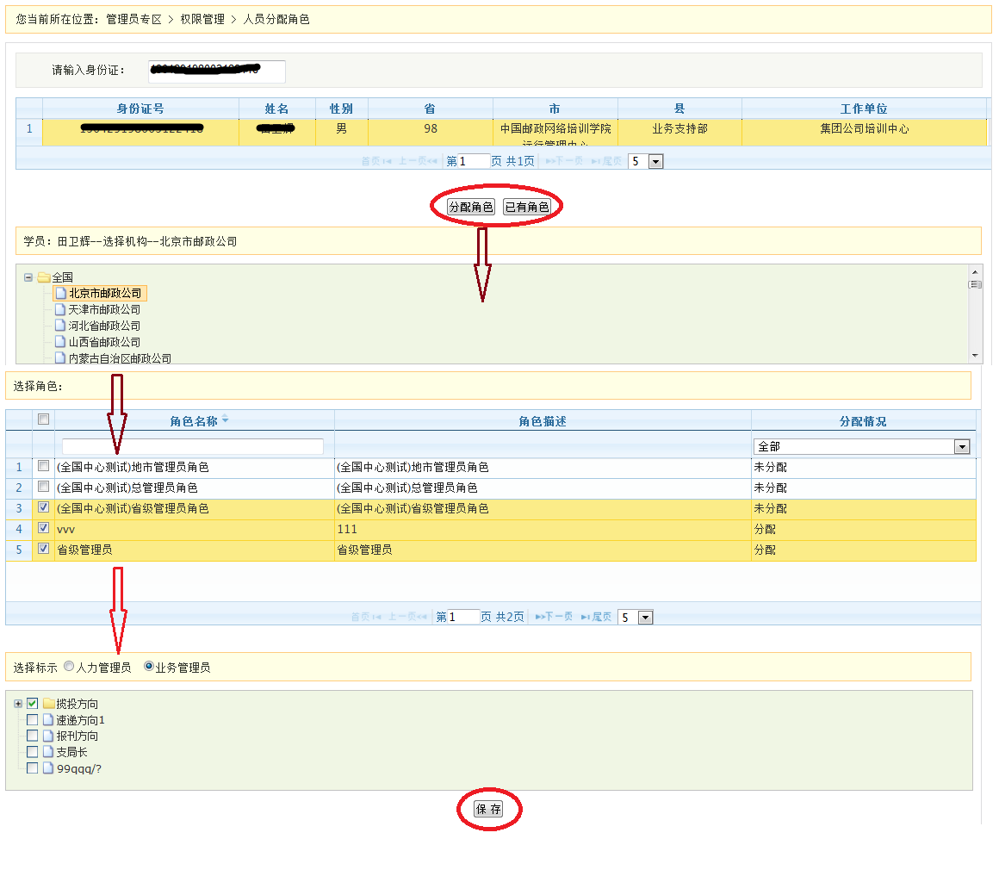 您当前所在位置: 管理员专区 > 权限管理 > 人员分配角色
请输入身份证:
身份证号 姓名 性别 省 市 县 工作单位
1 男 98 中国邮政网络培训学院 业务支持部 集团公司培训中心
运行管理中心
首页 上一页 第 1 页 共1页 下一页 尾页 5
分配角色 已有角色
学员: 田卫辉--选择机构--北京市邮政公司
全国
北京市邮政公司
天津市邮政公司
河北省邮政公司
山西省邮政公司
内蒙古自治区邮政公司
选择角色:
角色名称 角色描述 分配情况
全部
1 (全国中心测试)地市管理员角色 (全国中心测试)地市管理员角色 未分配
2 (全国中心测试)总管理员角色 (全国中心测试)总管理员角色 未分配
3 (全国中心测试)省级管理员角色 (全国中心测试)省级管理员角色 未分配
4 vvv 111 分配
5 省级管理员 省级管理员 分配
首页 上一页 第 1 页 共2页 下一页 尾页 5
选择标示 人力管理员 业务管理员
揽投方向
速递方向1
报刊方向
支局长
99qqq/?
保 存